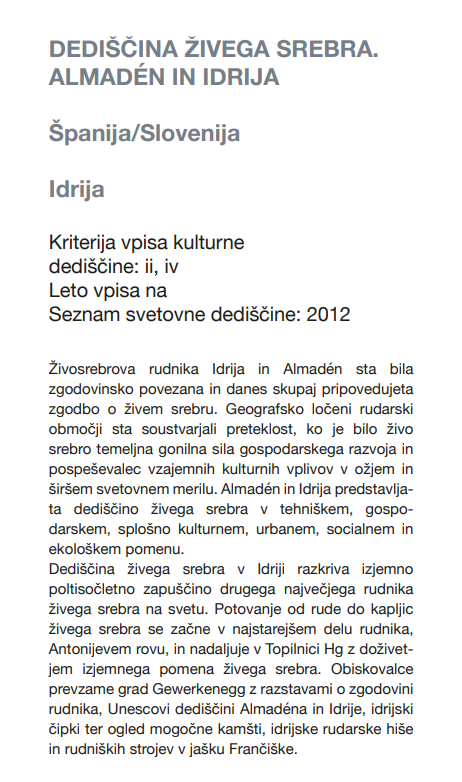 DEDIŠČINA ŽIVEGA SREBRA.
ALMADÉN IN IDRIJA
Španija/Slovenija
Idrija
Kriterija vpisa kulturne
dediščine: ii, iv
Leto vpisa na
Seznam svetovne dediščine: 2012
Živosrebrova rudnika Idrija in Almadén sta bila
zgodovinsko povezana in danes skupaj pripovedujeta
zgodbo o živem srebru. Geografsko ločeni rudarski
območji sta soustvarjali preteklost, ko je bilo živo
srebro temeljna gonilna sila gospodarskega razvoja in
pospeševalec vzajemnih kulturnih vplivov v ožjem in
širšem svetovnem merilu. Almadén in Idrija predstavlja-
ta dediščino živega srebra v tehniškem, gospo-
darskem, splošno kulturnem, urbanem, socialnem in
ekološkem pomenu.
Dediščina živega srebra v Idriji razkriva izjemno
poltisočletno zapuščino drugega največjega rudnika
živega srebra na svetu. Potovanje od rude do kapljic
živega srebra se začne v najstarejšem delu rudnika,
Antonijevem rovu, in nadaljuje v Topilnici Hg z doživet-
jem izjemnega pomena živega srebra. Obiskovalce
prevzame grad Gewerkenegg z razstavami o zgodovini
rudnika, Unescovi dediščini Almadéna in Idrije, idrijski
čipki ter ogled mogočne kamšti, idrijske rudarske hiše
in rudniških strojev v jašku Frančiške.